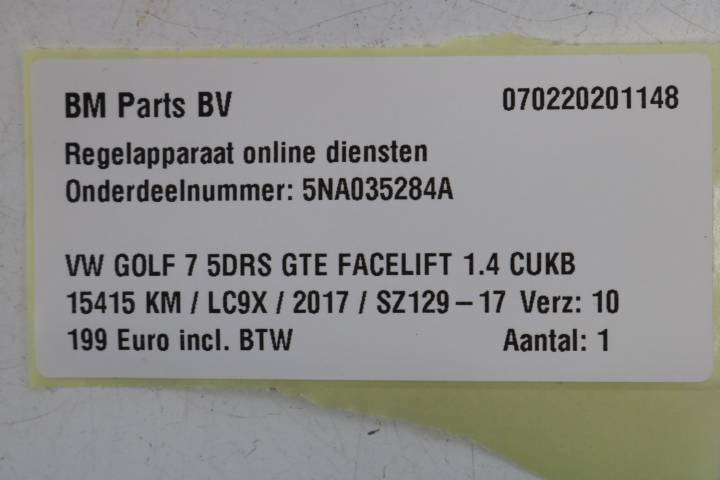 BM Parts BV 070220201148
Regelapparaat online diensten
Onderdeelnummer: 5NA035284A
VW GOLF 7 5DRS GTE FACELIFT 1.4 CUKB
15415 KM / LC9X / 2017 / SZ129 – 17 Verz: 10
199 Euro incl. BTW Aantal: 1